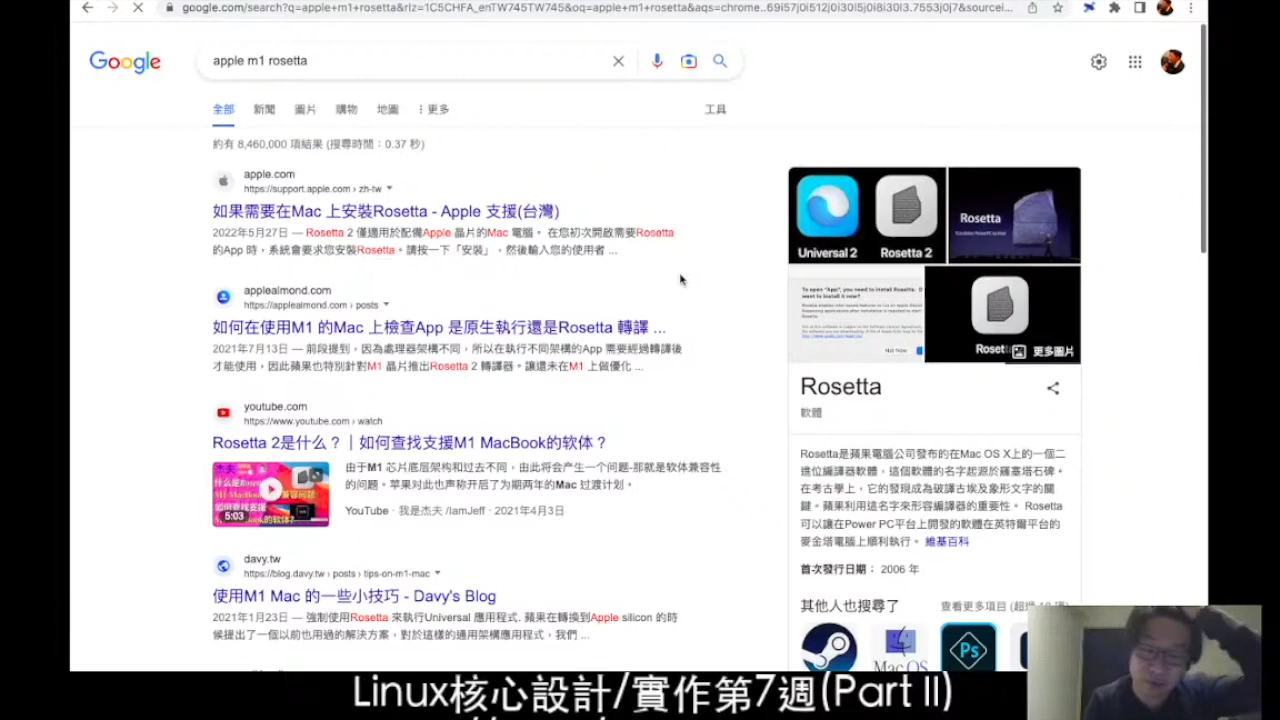 google.com/search?q=apple+m1+rosetta&rlz=1C5CHFA_enTW745TW745&oq=apple+m1+rosetta&aqs=chrome..69i57j0i512j0i30l5j0i8i30l3.7553j0j7&sourcei...
Google
apple m1 rosetta
全部 新聞 圖片 購物 地圖 更多 工具
約有 8,460,000 項結果 (搜尋時間：0.37 秒)
apple.com
https://support.apple.com › zh-tw
如果需要在Mac 上安裝Rosetta - Apple 支援(台灣)
2022年5月27日 — Rosetta 2 僅適用於配備Apple 晶片的Mac 電腦。 在您初次開啟需要Rosetta
的App 時，系統會要求您安裝Rosetta。請按一下「安裝」，然後輸入您的使用者 ...
applealmond.com
https://applealmond.com › posts
如何在使用M1 的Mac 上檢查App 是原生執行還是Rosetta 轉譯 ...
2021年7月13日 — 前段提到，因為處理器架構不同，所以在執行不同架構的App 需要經過轉譯後
才能使用，因此蘋果也特別針對M1 晶片推出Rosetta 2 轉譯器。讓還未在M1 上做優化 ...
youtube.com
https://www.youtube.com › watch
Rosetta 2是什么？｜如何查找支援M1 MacBook的软体？
5:03
由于M1 芯片底层架构和过去不同，由此将会产生一个问题-那就是软体兼容性
的问题。苹果对此也声称开启了为期两年的Mac 过渡计划。
YouTube · 我是杰夫 /IamJeff · 2021年4月3日
davy.tw
https://blog.davy.tw › posts › tips-on-m1-mac
使用M1 Mac 的一些小技巧 - Davy's Blog
2021年1月23日 — 強制使用Rosetta 來執行Universal 應用程式. 蘋果在轉換到Apple silicon 的時
候提出了一個以前也用過的解決方案，對於這樣的通用架構應用程式，我們 ...
Universal 2
Rosetta 2
Rosetta
To open "App", you need to install Rosetta.
want to install it now?
Not Now
更多圖片
Rosetta
軟體
Rosetta是蘋果電腦公司發布的在Mac OS X上的一個二
進位編譯器軟體，這個軟體的名字起源於羅塞塔石碑。
在考古學上，它的發現成為破譯古埃及象形文字的關
鍵。蘋果利用這名字來形容編譯器的重要性。 Rosetta
可以讓在Power PC平台上開發的軟體在英特爾平台的
麥金塔電腦上順利執行。 維基百科
首次發行日期： 2006 年
其他人也搜尋了
查看更多項目
Mac OS
Ps
Linux核心設計/實作第7週(Part II)